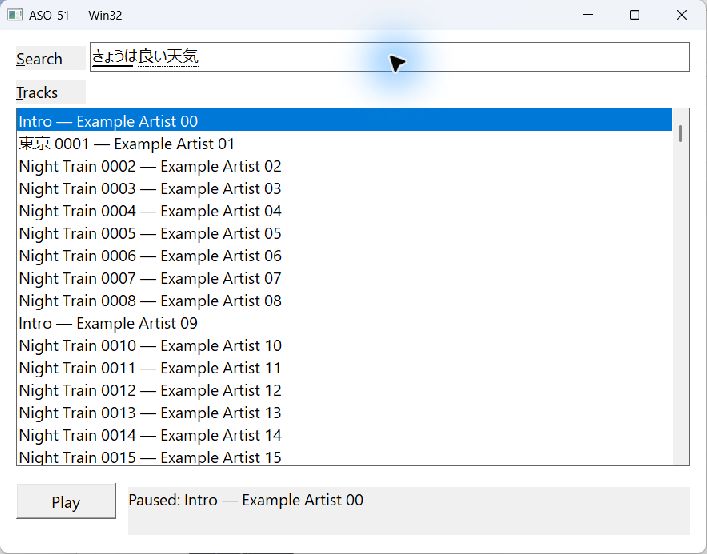 ASO-51 Win32
Search
きょうは良い天気
Tracks
Intro — Example Artist 00
東京 0001 — Example Artist 01
Night Train 0002 — Example Artist 02
Night Train 0003 — Example Artist 03
Night Train 0004 — Example Artist 04
Night Train 0005 — Example Artist 05
Night Train 0006 — Example Artist 06
Night Train 0007 — Example Artist 07
Night Train 0008 — Example Artist 08
Intro — Example Artist 09
Night Train 0010 — Example Artist 10
Night Train 0011 — Example Artist 11
Night Train 0012 — Example Artist 12
Night Train 0013 — Example Artist 13
Night Train 0014 — Example Artist 14
Night Train 0015 — Example Artist 15
Play
Paused: Intro — Example Artist 00